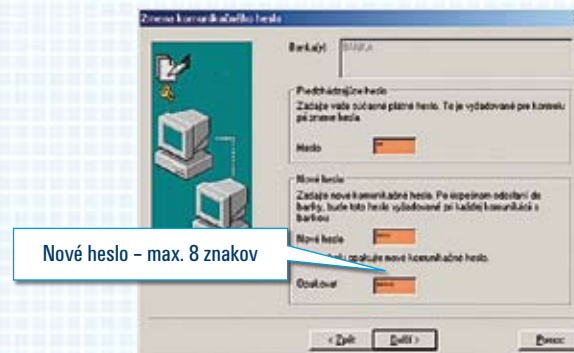 Zmena komunikačného hesla
Banka(y) BANKA
Predchádzajúce heslo
Zadajte vaše súčasné platné heslo. To je vyžadované pre kontrolu
pri zmene hesla.
Heslo
Nové heslo
Zadajte nové komunikačné heslo. Po úspešnom odoslaní do
banky, bude toto heslo vyžadované pri každej komunikácii s
bankou
Nové heslo
opakujte nové komunikačné heslo.
Nové heslo – max. 8 znakov
Opakovať
< Zpět Další > Pomoc